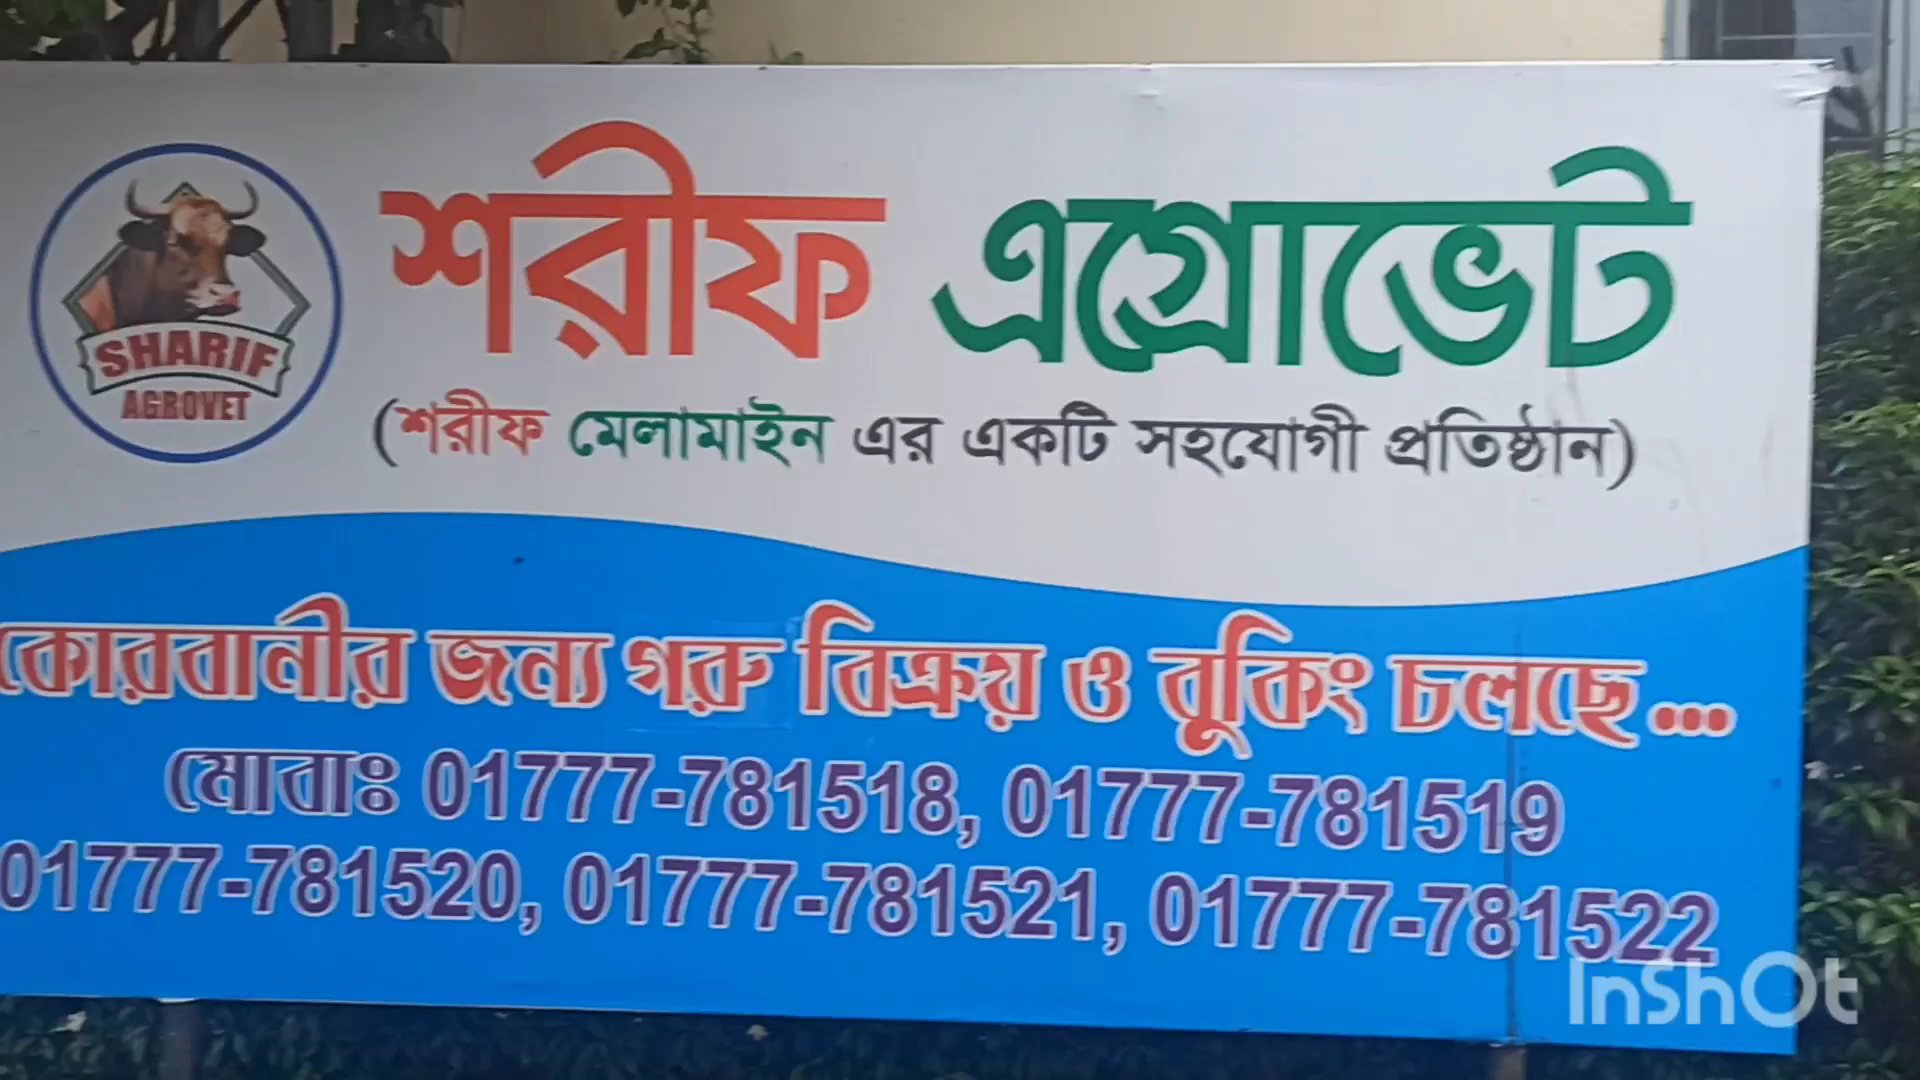 শরীফ এগ্রোভেট
SHARIF
AGROVET
(শরীফ মেলামাইন এর একটি সহযোগী প্রতিষ্ঠান)
কোরবানীর জন্য গরু বিক্রয় ও বুকিং চলছে...
মোবাঃ 01777-781518, 01777-781519
01777-781520, 01777-781521, 01777-781522
InShOt